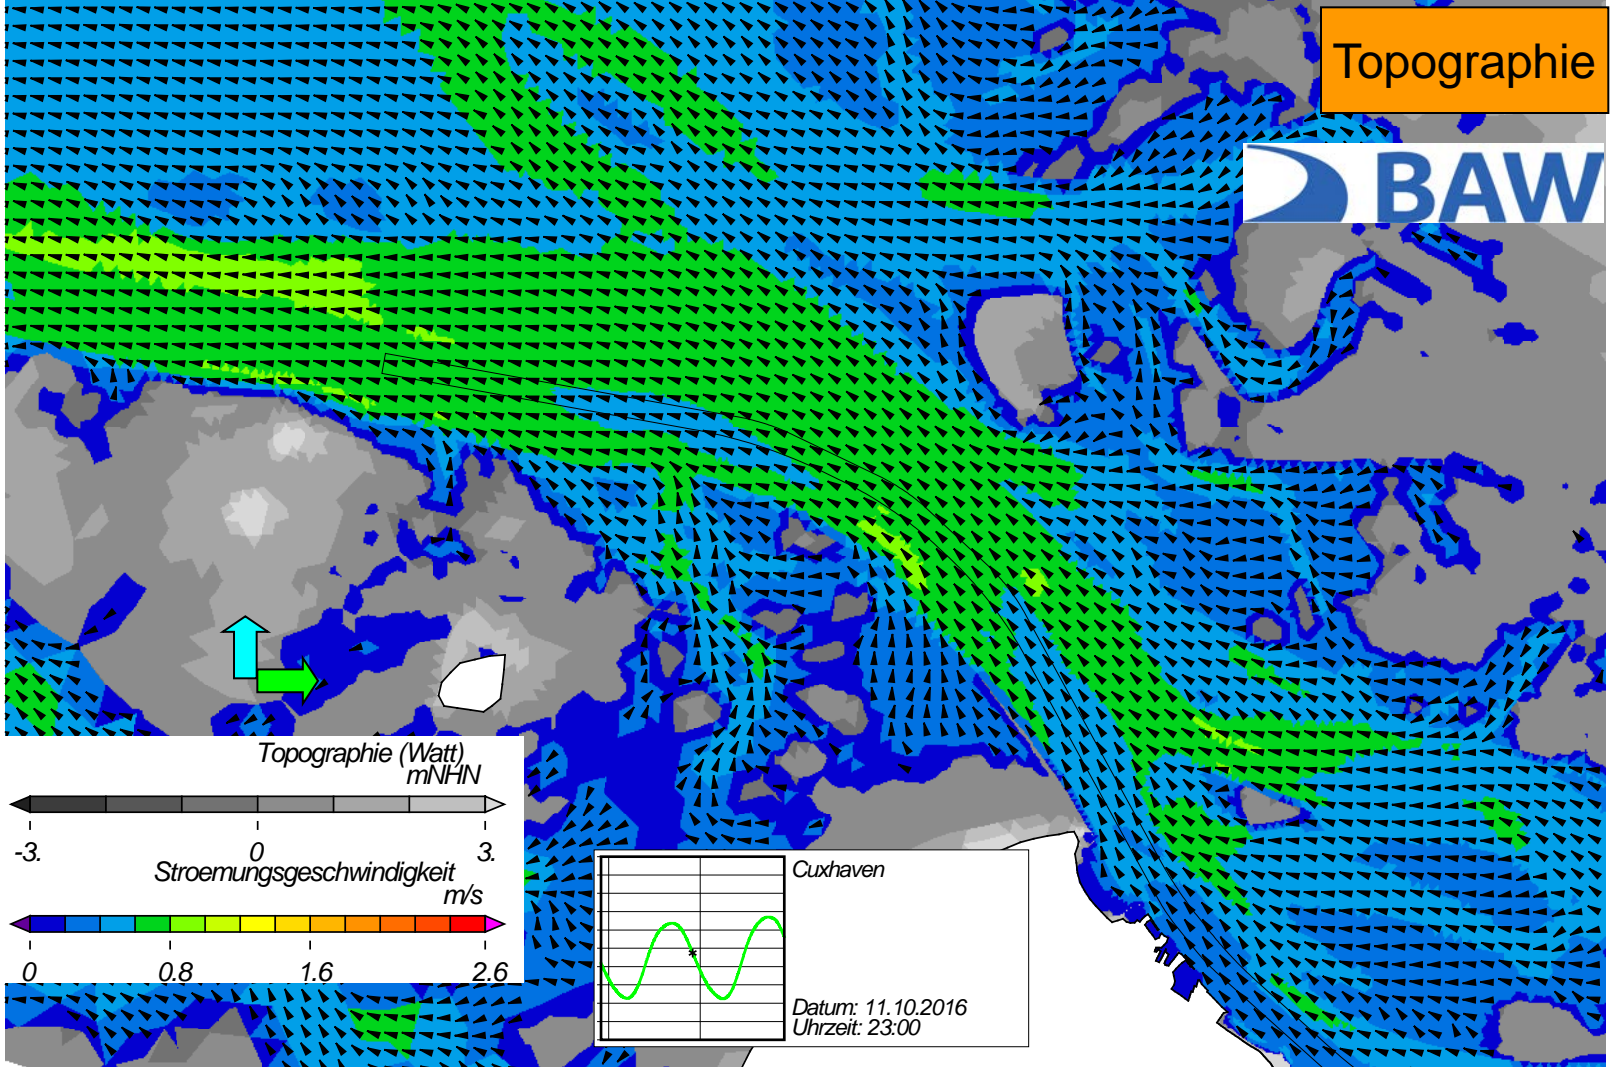 Topographie
BAW
Topographie (Watt)
mNHN
-3. 0 3.
Stroemungsgeschwindigkeit
m/s
0 0.8 1.6 2.6
Cuxhaven
Datum: 11.10.2016
Uhrzeit: 23:00